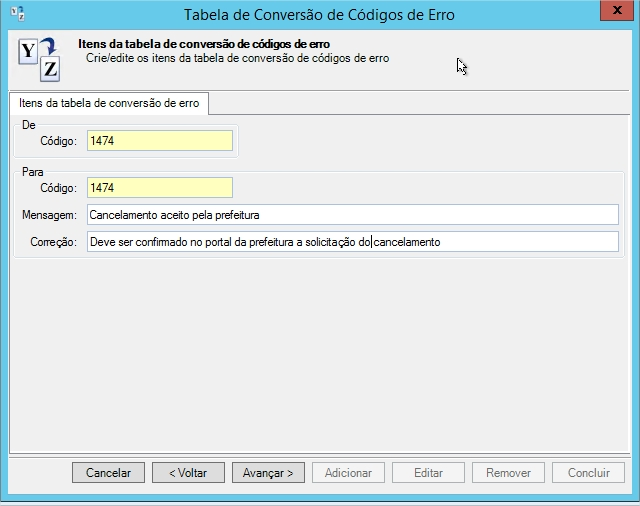 Tabela de Conversão de Códigos de Erro
X
Y
Z
Itens da tabela de conversão de códigos de erro
Crie/edite os itens da tabela de conversão de códigos de erro
Itens da tabela de conversão de erro
De
Código: 1474
Para
Código: 1474
Mensagem: Cancelamento aceito pela prefeitura
Correção: Deve ser confirmado no portal da prefeitura a solicitação do cancelamento
Cancelar < Voltar Avançar > Adicionar Editar Remover Concluir